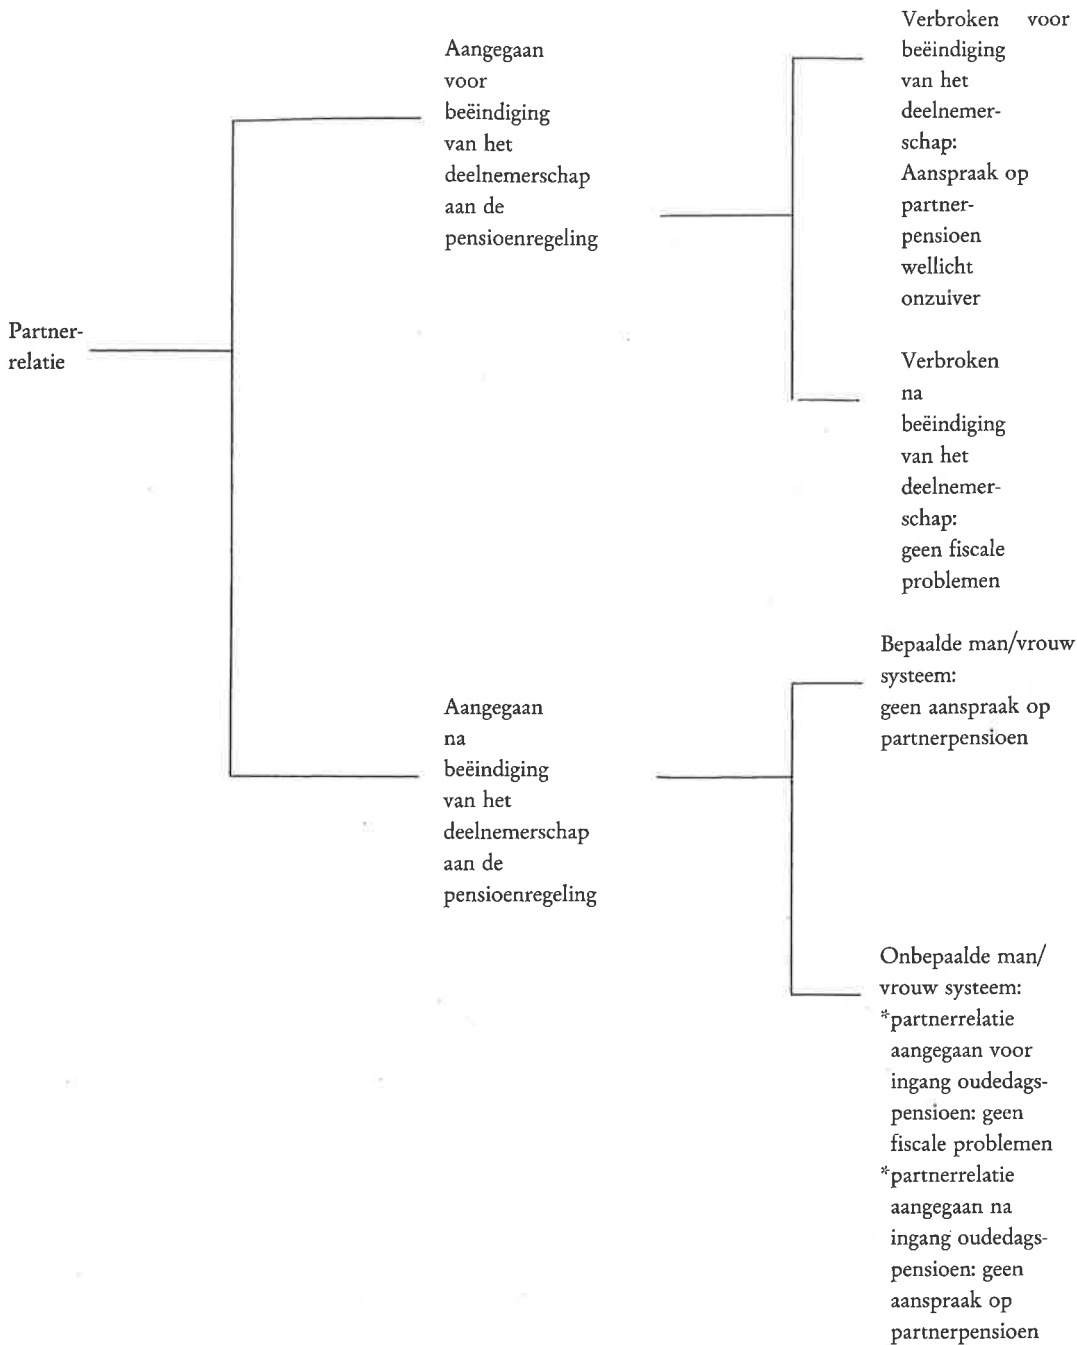 Partner-
relatie
Aangegaan
voor
beëindiging
van het
deelnemerschap
aan de
pensioenregeling
Verbroken voor
beëindiging
van het
deelnemer-
schap:
Aanspraak op
partner-
pensioen
wellicht
onzuiver
Verbroken
na
beëindiging
van het
deelnemer-
schap:
geen fiscale
problemen
Aangegaan
na
beëindiging
van het
deelnemerschap
aan de
pensioenregeling
Bepaalde man/vrouw
systeem:
geen aanspraak op
partnerpensioen
Onbepaalde man/
vrouw systeem:
*partnerrelatie
aangegaan voor
ingang oudedags-
pensioen: geen
fiscale problemen
*partnerrelatie
aangegaan na
ingang oudedags-
pensioen: geen
aanspraak op
partnerpensioen